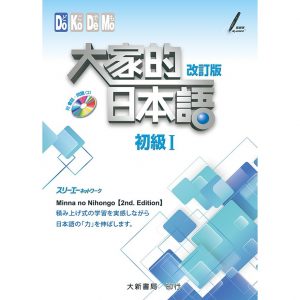 Do Ko De Mo
大家的
日本語
改訂版
初級 I
スリーエーネットワーク
Minna no Nihongo【2nd. Edition】
積み上げ式の学習を実感しながら
日本語の「力」を伸ばします。
大新書局 印行